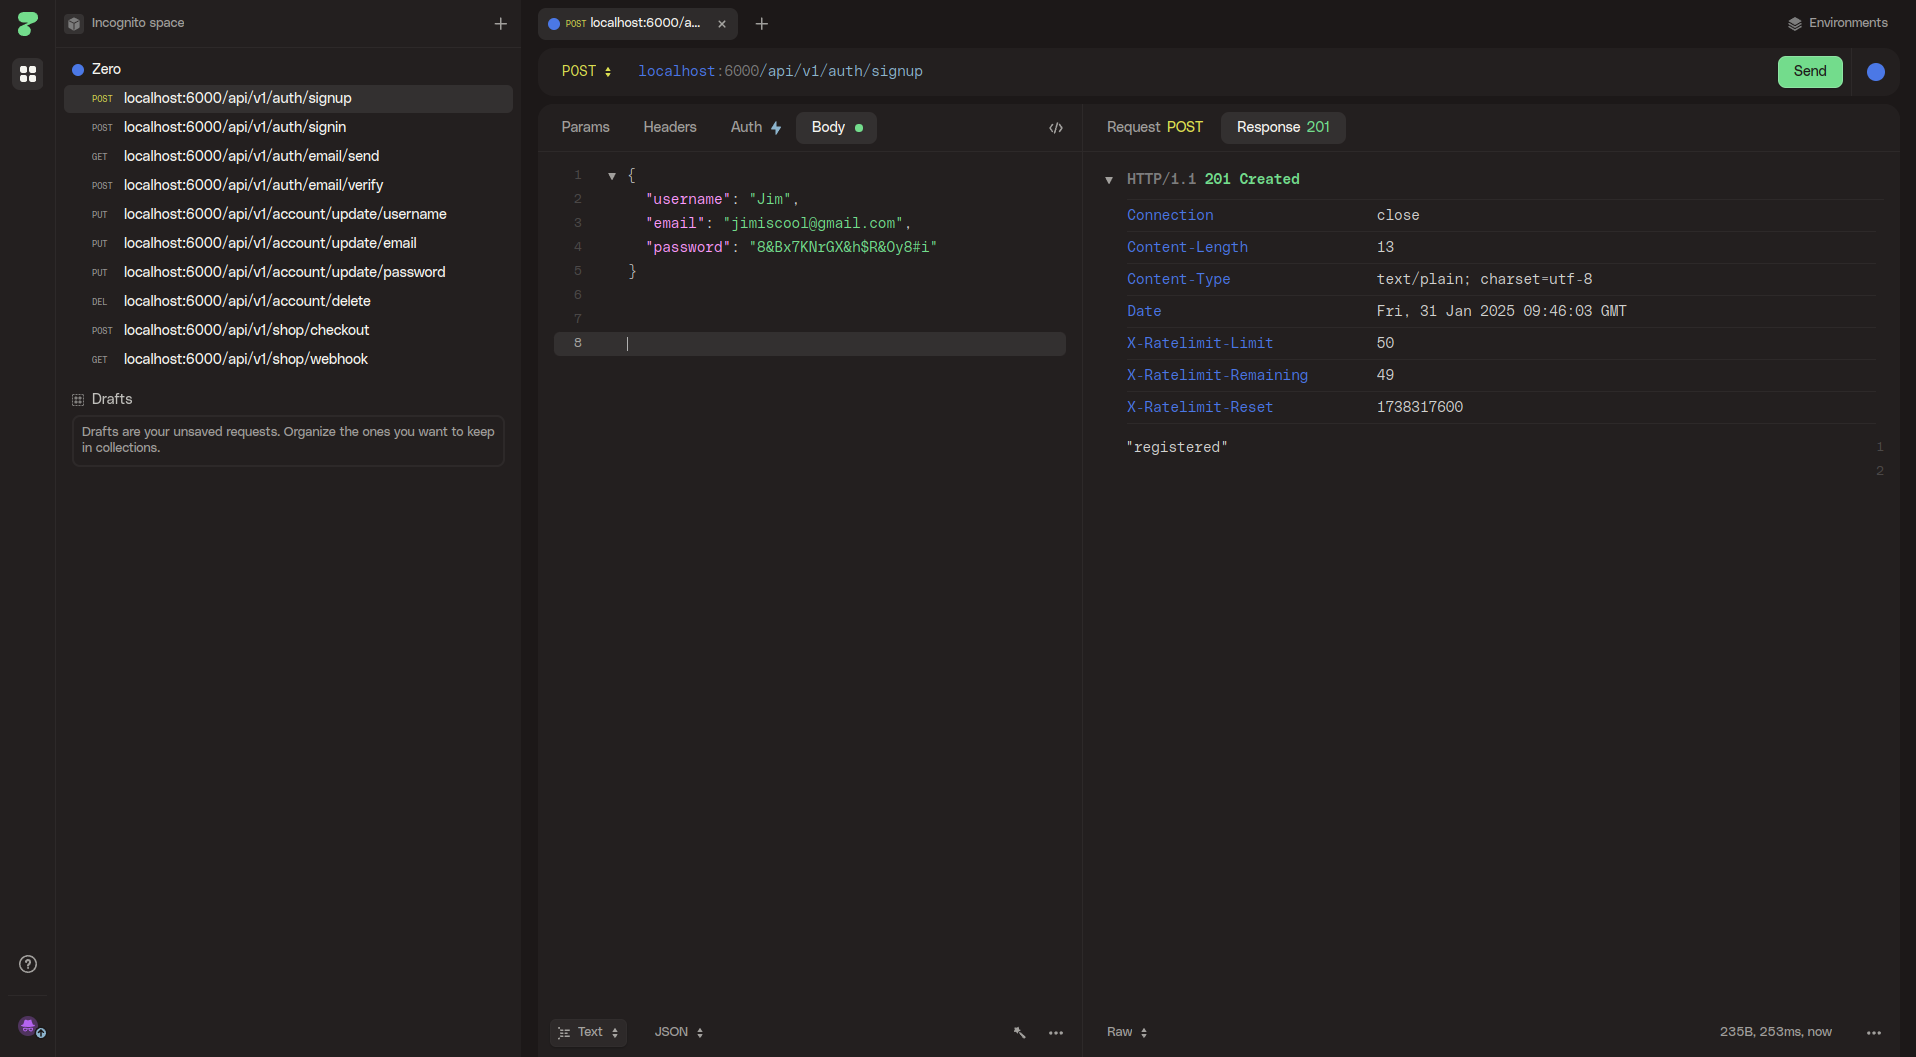 Incognito space
Zero
POST localhost:6000/api/v1/auth/signup
POST localhost:6000/api/v1/auth/signin
GET localhost:6000/api/v1/auth/email/send
POST localhost:6000/api/v1/auth/email/verify
PUT localhost:6000/api/v1/account/update/username
PUT localhost:6000/api/v1/account/update/email
PUT localhost:6000/api/v1/account/update/password
DEL localhost:6000/api/v1/account/delete
POST localhost:6000/api/v1/shop/checkout
GET localhost:6000/api/v1/shop/webhook
Drafts
Drafts are your unsaved requests. Organize the ones you want to keep
in collections.
POST localhost:6000/a...
Environments
POST localhost:6000/api/v1/auth/signup
Send
Params Headers Auth Body
1 {
2 "username": "Jim",
3 "email": "jimiscool@gmail.com",
4 "password": "8&Bx7KNrGX&h$R&Oy8#i"
5 }
6
7
8
Text JSON
Request POST Response 201
HTTP/1.1 201 Created
Connection close
Content-Length 13
Content-Type text/plain; charset=utf-8
Date Fri, 31 Jan 2025 09:46:03 GMT
X-Ratelimit-Limit 50
X-Ratelimit-Remaining 49
X-Ratelimit-Reset 1738317600
"registered" 1
2
Raw 235B, 253ms, now